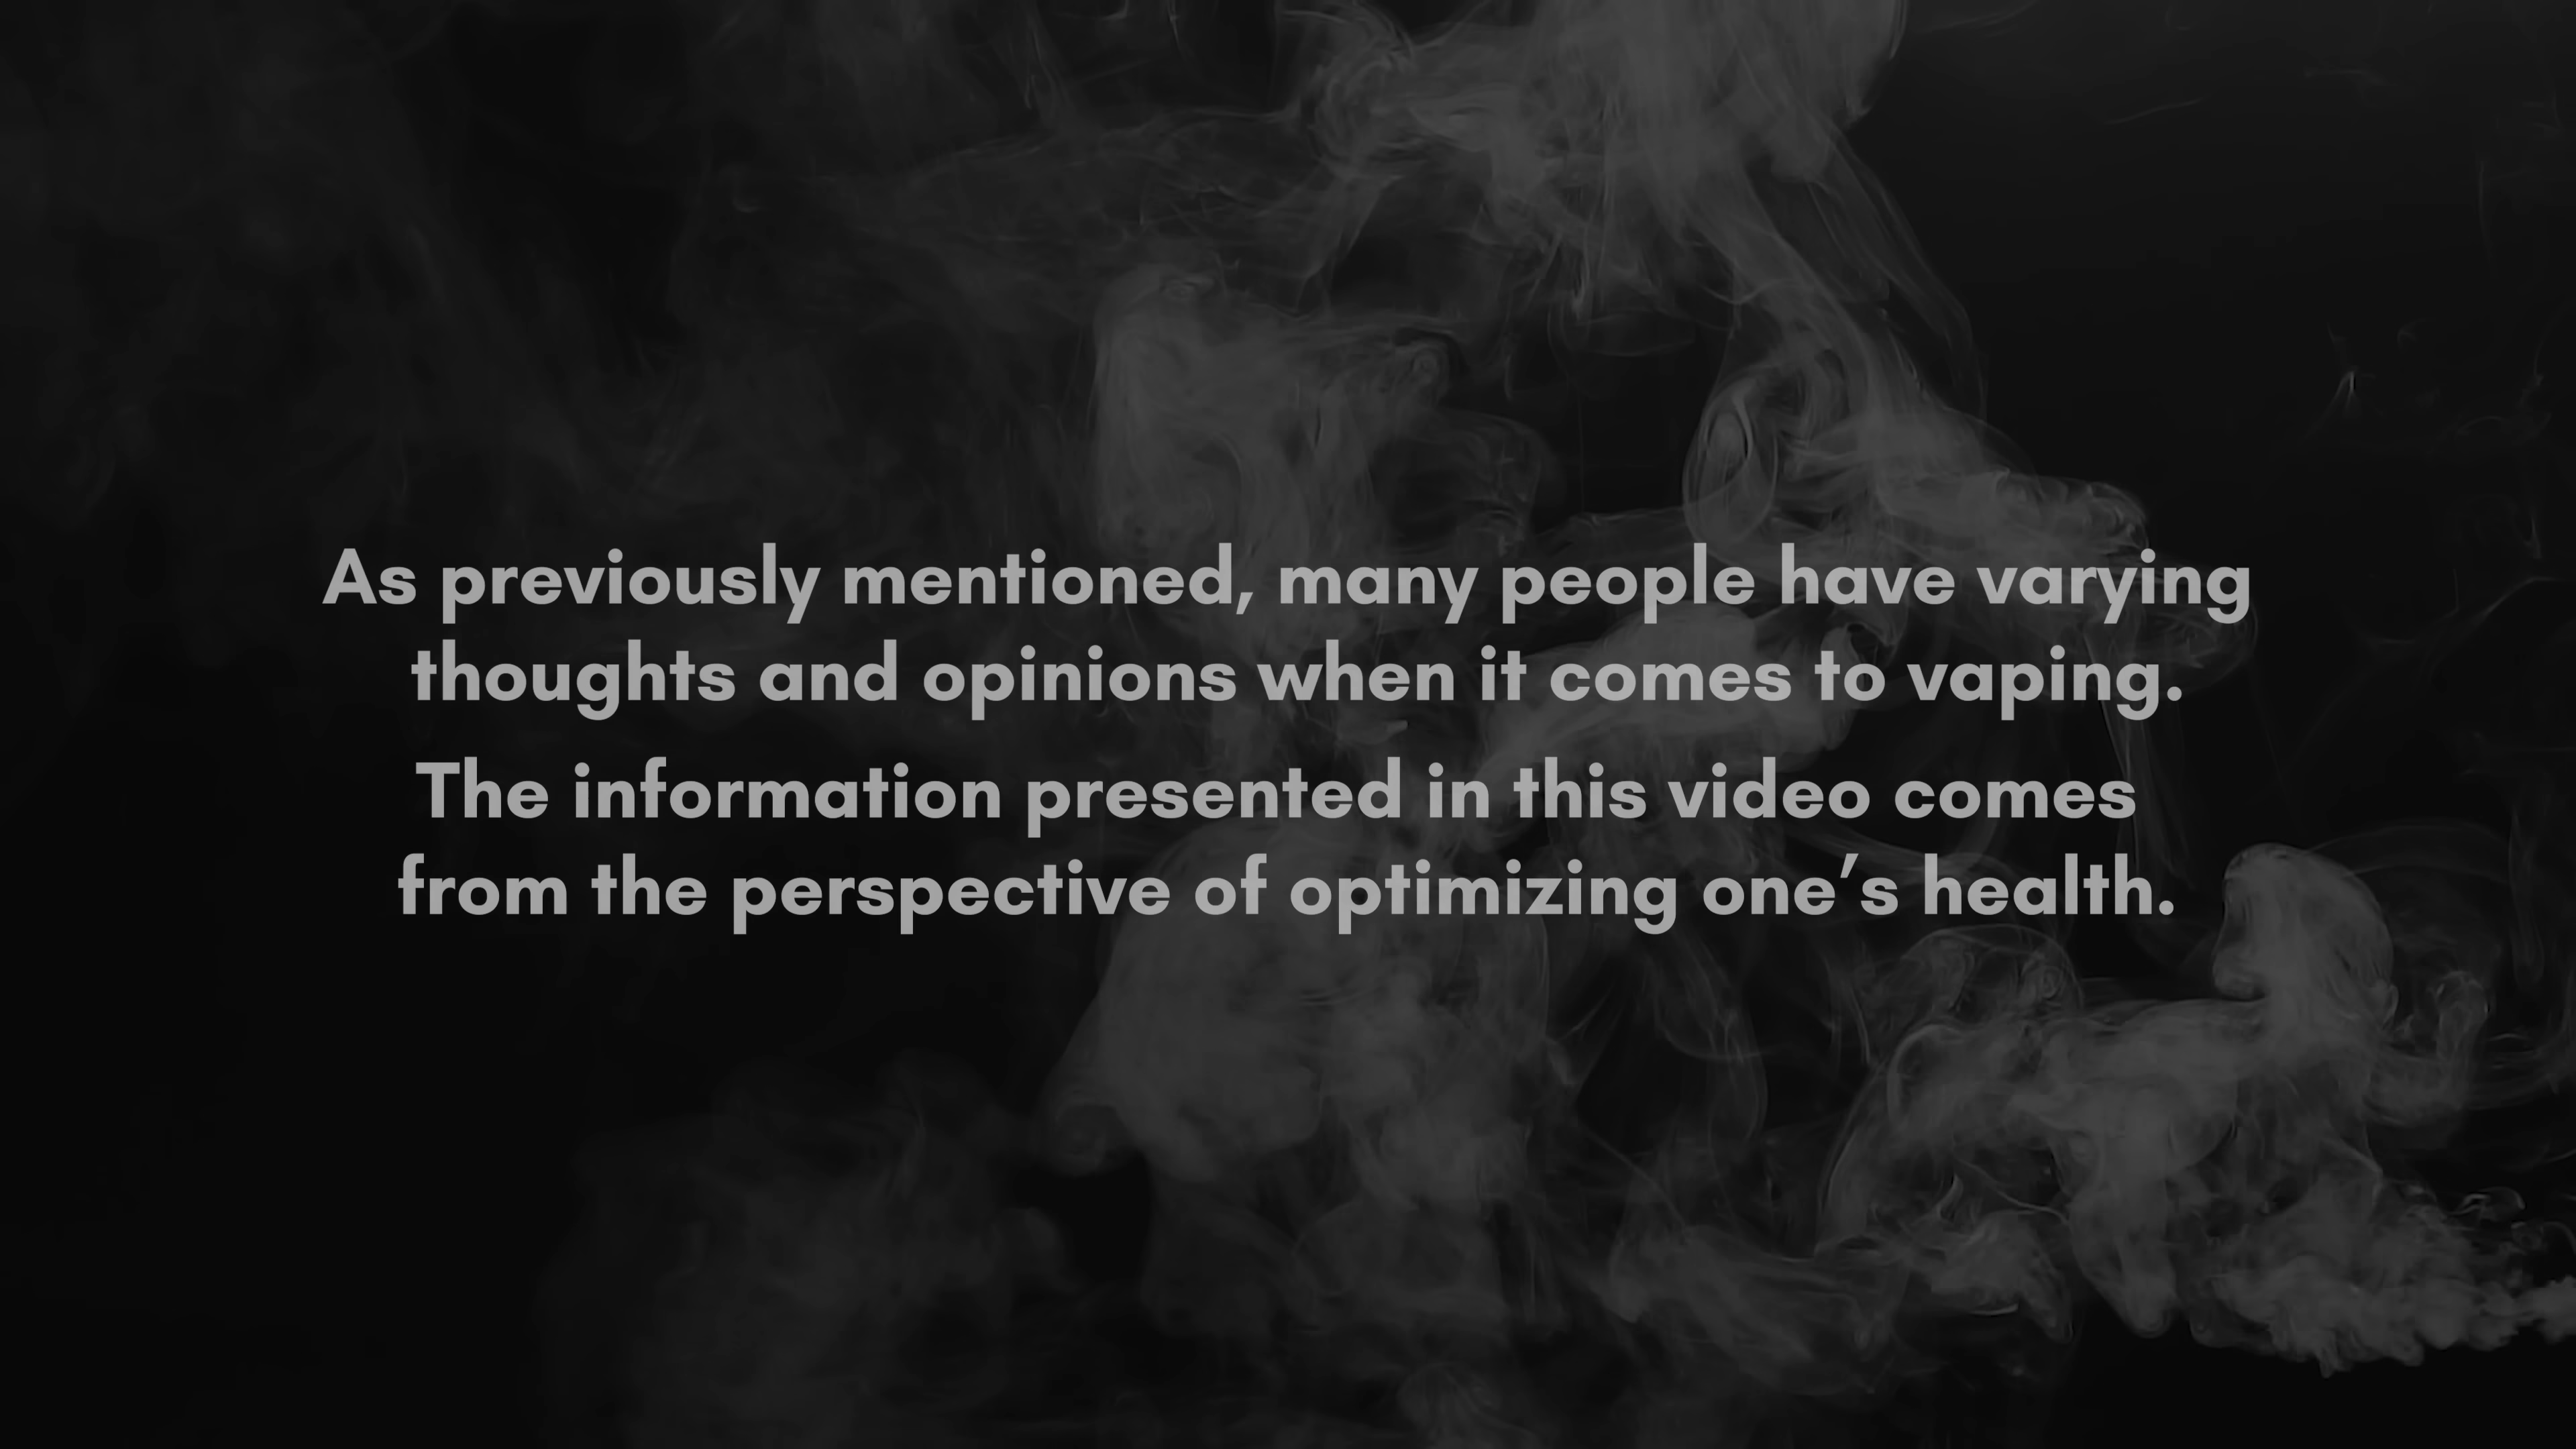 As previously mentioned, many people have varying
thoughts and opinions when it comes to vaping.
The information presented in this video comes
from the perspective of optimizing one’s health.